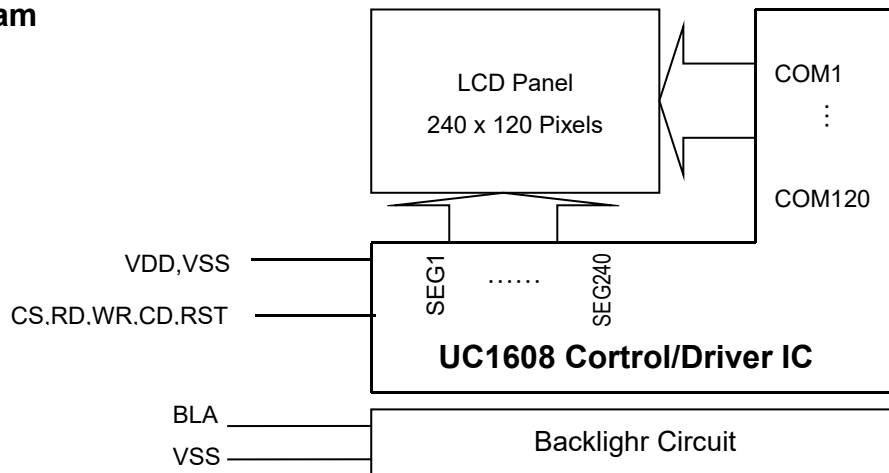 am
LCD Panel
240 x 120 Pixels
COM1
⋮
COM120
VDD,VSS
CS,RD,WR,CD,RST
SEG1
......
SEG240
UC1608 Cortrol/Driver IC
BLA
VSS
Backlighr Circuit